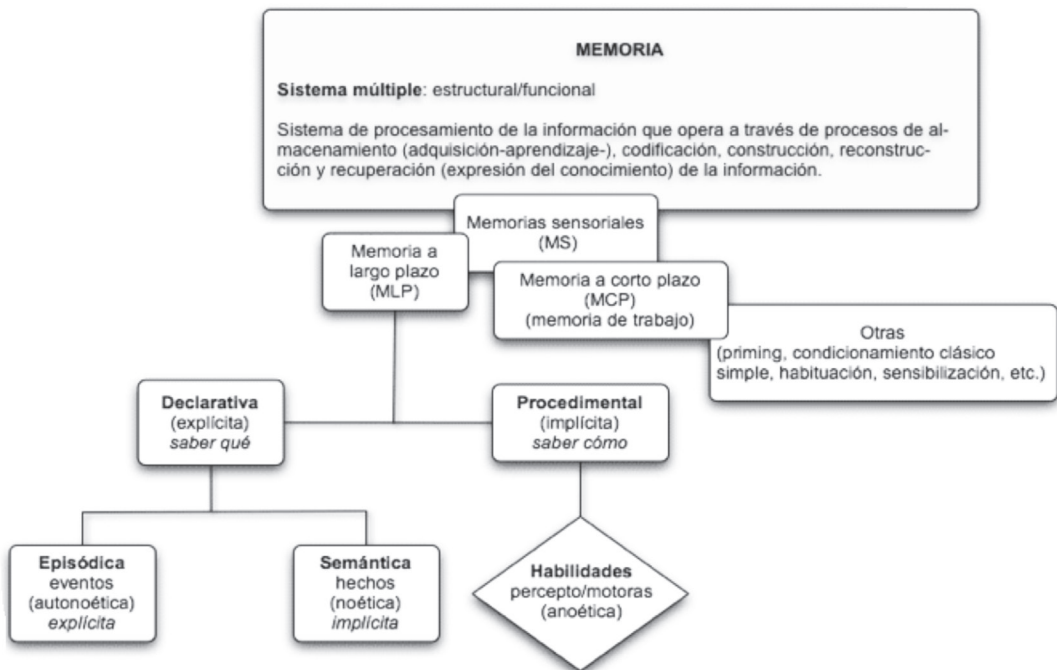 MEMORIA
Sistema múltiple: estructural/funcional
Sistema de procesamiento de la información que opera a través de procesos de al-
macenamiento (adquisición-aprendizaje-), codificación, construcción, reconstruc-
ción y recuperación (expresión del conocimiento) de la información.
Memorias sensoriales
(MS)
Memoria a
largo plazo
(MLP)
Memoria a corto plazo
(MCP)
(memoria de trabajo)
Otras
(priming, condicionamiento clásico
simple, habituación, sensibilización, etc.)
Declarativa
(explícita)
saber qué
Procedimental
(implícita)
saber cómo
Episódica
eventos
(autonoética)
explícita
Semántica
hechos
(noética)
implícita
Habilidades
percepto/motoras
(anoética)